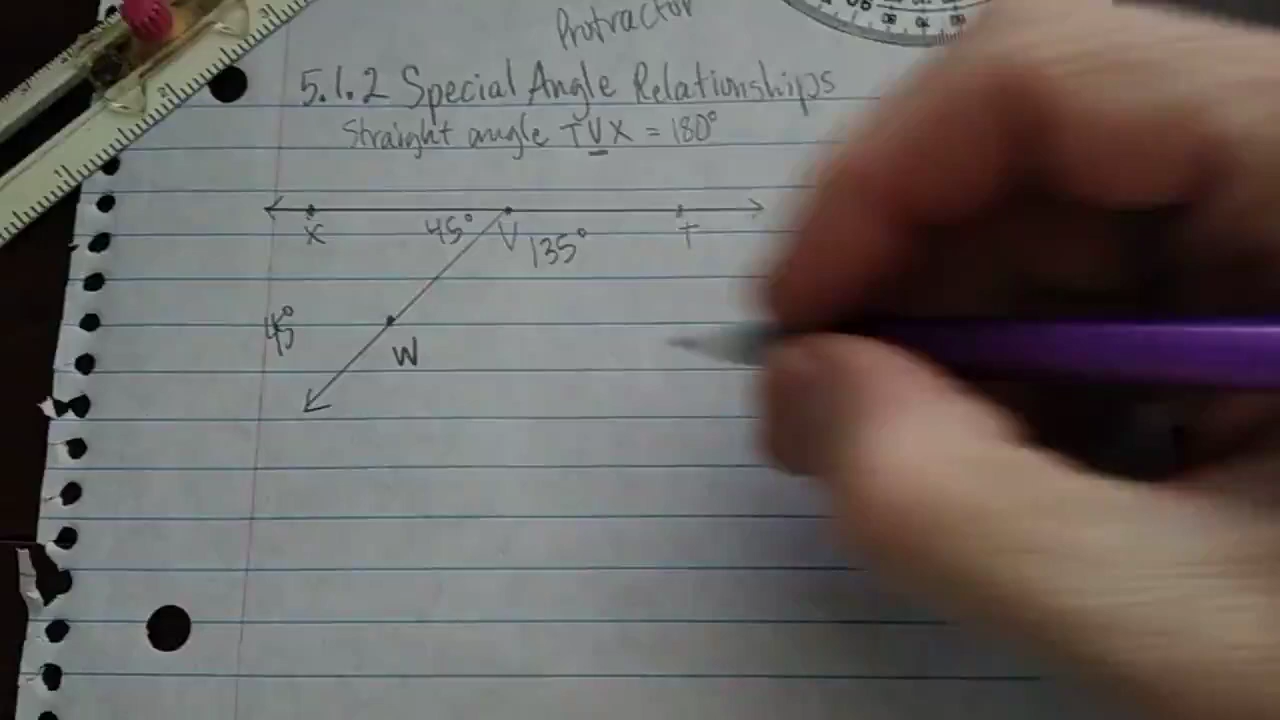 Protractor
5.1.2 Special Angle Relationships
Straight angle TVX = 180°
X 45° V 135° T
45°
W